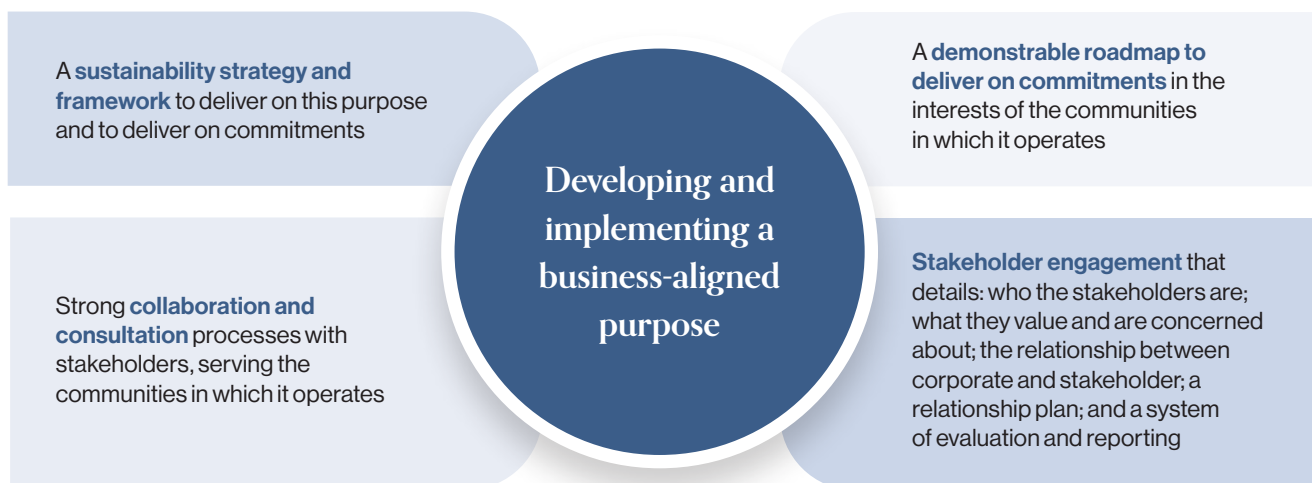 A sustainability strategy and
framework to deliver on this purpose
and to deliver on commitments
A demonstrable roadmap to
deliver on commitments in the
interests of the communities
in which it operates
Developing and
implementing a
business-aligned
purpose
Strong collaboration and
consultation processes with
stakeholders, serving the
communities in which it operates
Stakeholder engagement that
details: who the stakeholders are;
what they value and are concerned
about; the relationship between
corporate and stakeholder; a
relationship plan; and a system
of evaluation and reporting